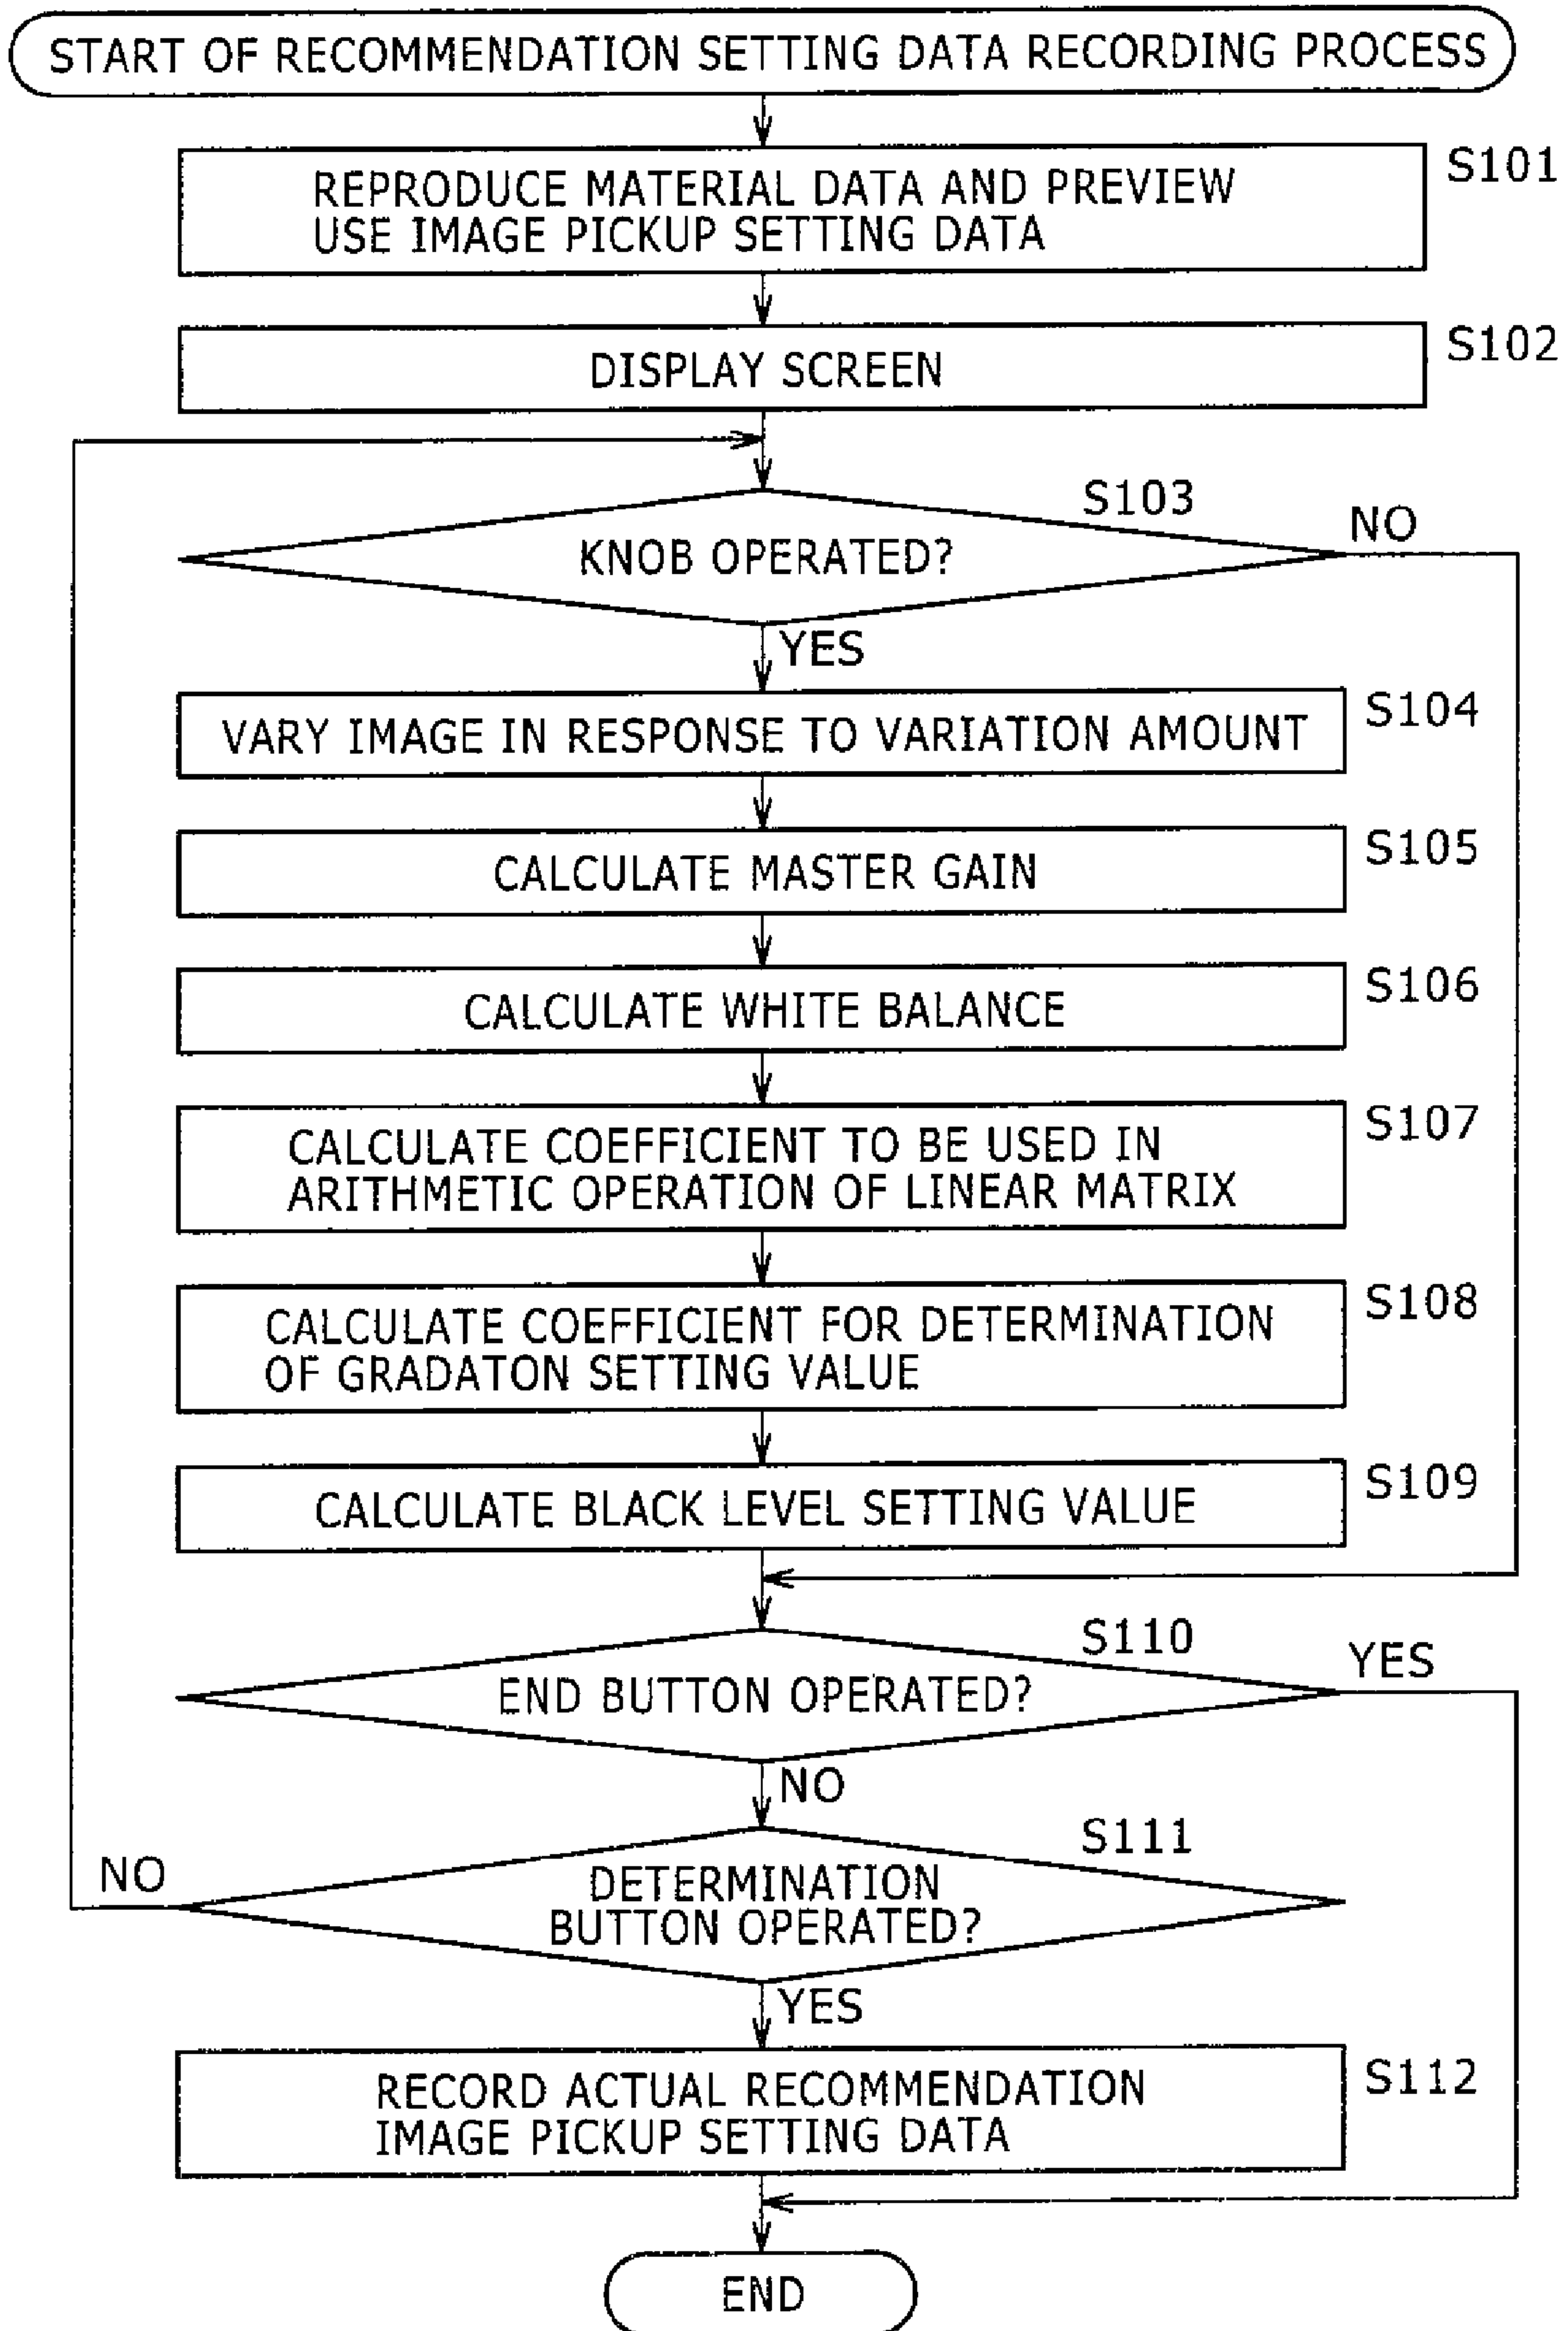 START OF RECOMMENDATION SETTING DATA RECORDING PROCESS
S101
REPRODUCE MATERIAL DATA AND PREVIEW
USE IMAGE PICKUP SETTING DATA
S102
DISPLAY SCREEN
S103
NO
KNOB OPERATED?
YES
S104
VARY IMAGE IN RESPONSE TO VARIATION AMOUNT
S105
CALCULATE MASTER GAIN
S106
CALCULATE WHITE BALANCE
S107
CALCULATE COEFFICIENT TO BE USED IN
ARITHMETIC OPERATION OF LINEAR MATRIX
S108
CALCULATE COEFFICIENT FOR DETERMINATION
OF GRADATON SETTING VALUE
S109
CALCULATE BLACK LEVEL SETTING VALUE
S110
YES
END BUTTON OPERATED?
NO
S111
NO
DETERMINATION
BUTTON OPERATED?
YES
S112
RECORD ACTUAL RECOMMENDATION
IMAGE PICKUP SETTING DATA
END